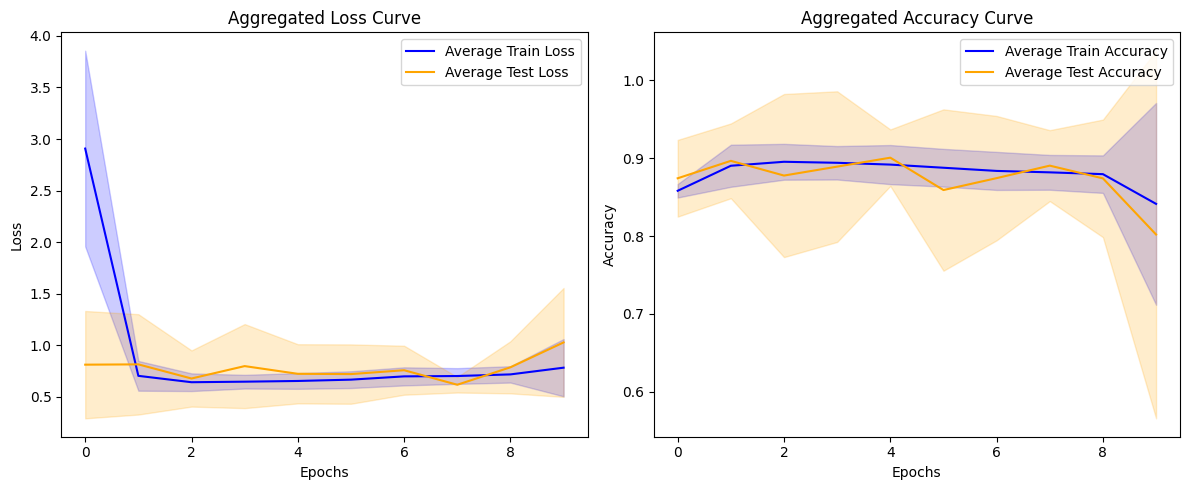 Aggregated Loss Curve
4.0
3.5
3.0
2.5
2.0
1.5
1.0
0.5
Loss
Average Train Loss
Average Test Loss
0 2 4 6 8
Epochs
Aggregated Accuracy Curve
1.0
0.9
0.8
0.7
0.6
Accuracy
Average Train Accuracy
Average Test Accuracy
0 2 4 6 8
Epochs